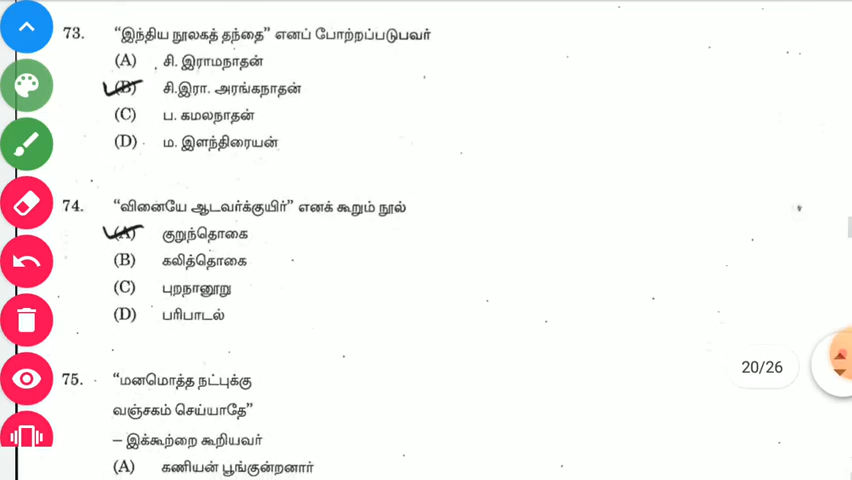 73. “இந்திய நூலகத் தந்தை” எனப் போற்றப்படுபவர்
(A) சி. இராமநாதன்
(B) சி.இரா. அரங்கநாதன்
(C) ப. கமலநாதன்
(D) ம. இளந்திரையன்
74. “வினையே ஆடவர்க்குயிர்” எனக் கூறும் நூல்
(A) குறுந்தொகை
(B) கலித்தொகை
(C) புறநானூறு
(D) பரிபாடல்
20/26
75. “மனமொத்த நட்புக்கு
வஞ்சகம் செய்யாதே”
– இக்கூற்றை கூறியவர்
(A) கணியன் பூங்குன்றனார்